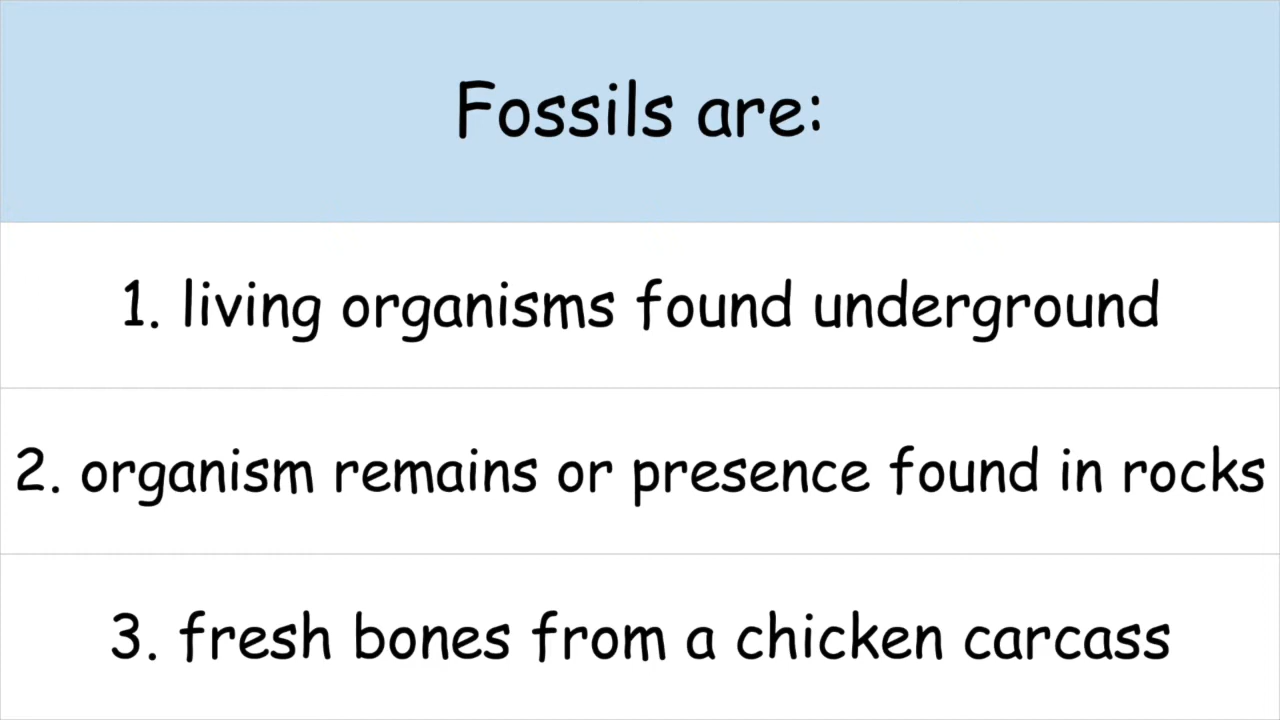 Fossils are:
1. living organisms found underground
2. organism remains or presence found in rocks
3. fresh bones from a chicken carcass